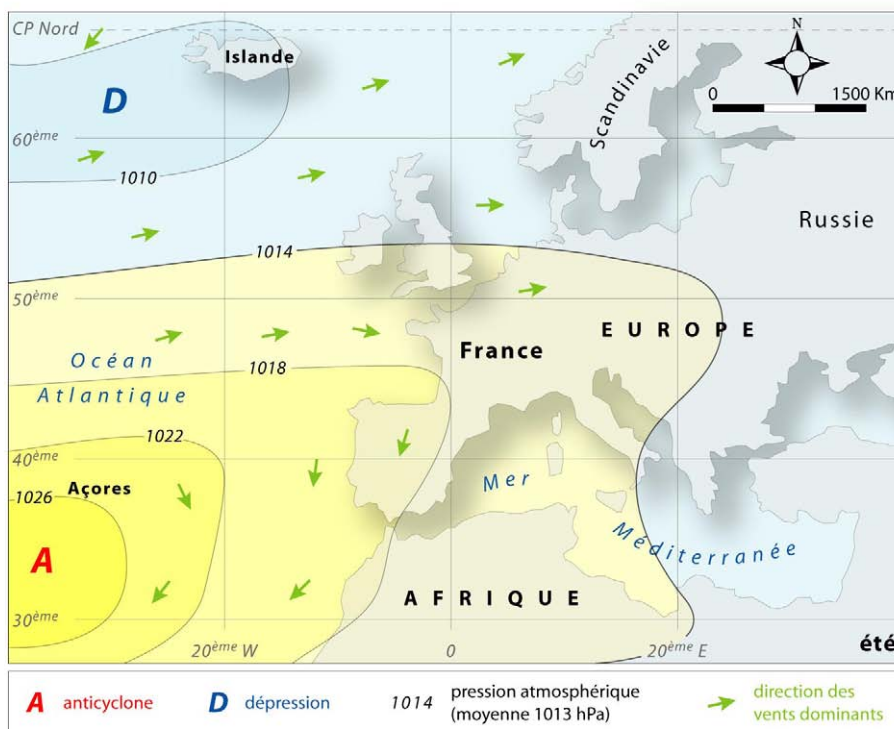 CP Nord
Islande
N
0 1500 Km
D
Scandinavie
60ème
1010
Russie
1014
50ème
EUROPE
France
Océan
Atlantique
1018
1022
40ème
Açores
1026
Mer
Méditerranée
A
AFRIQUE
30ème
20ème W
0
20ème E
été
A anticyclone
D dépression
1014 pression atmosphérique
(moyenne 1013 hPa)
direction des
vents dominants